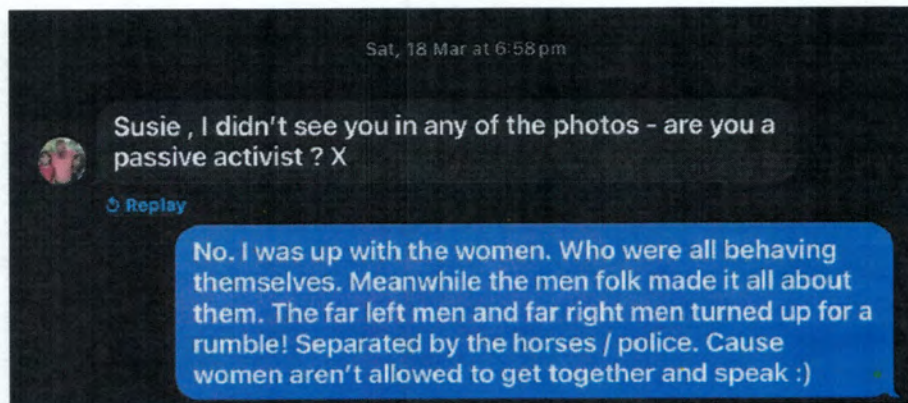 Sat, 18 Mar at 6:58pm
Susie , I didn't see you in any of the photos - are you a
passive activist ? X
Replay
No. I was up with the women. Who were all behaving
themselves. Meanwhile the men folk made it all about
them. The far left men and far right men turned up for a
rumble! Separated by the horses / police. Cause
women aren't allowed to get together and speak :)